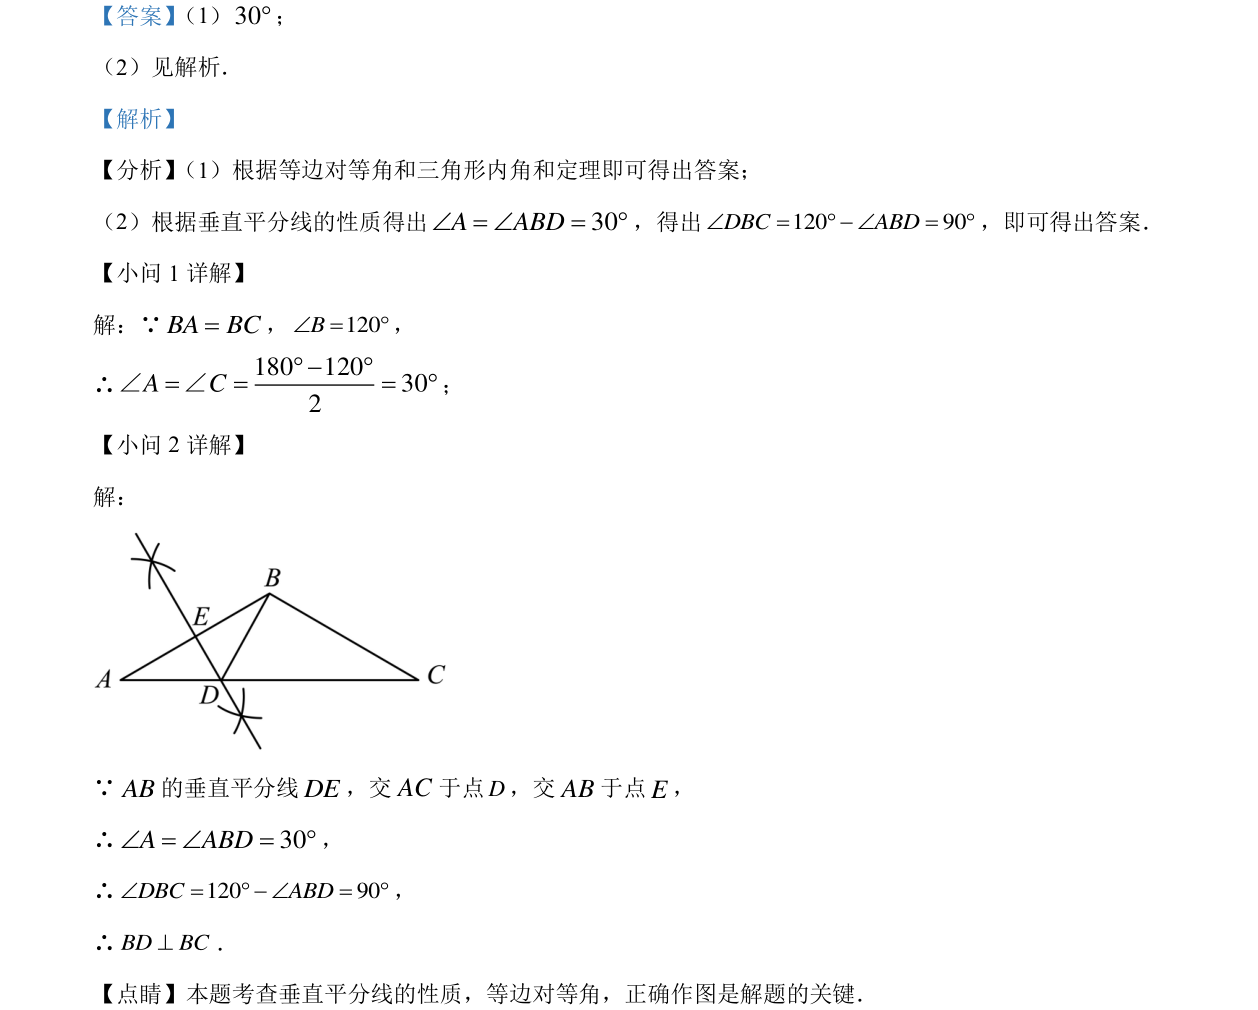 【答案】（1）30°；
（2）见解析．
【解析】
【分析】（1）根据等边对等角和三角形内角和定理即可得出答案；
（2）根据垂直平分线的性质得出∠A＝∠ABD＝30°，得出∠DBC＝120°－∠ABD＝90°，即可得出答案．
【小问 1 详解】
解：∵BA＝BC，∠B＝120°，
∴∠A＝∠C＝(180°－120°)/2＝30°；
【小问 2 详解】
解：
B
E
A
C
D
∵AB 的垂直平分线 DE，交 AC 于点 D，交 AB 于点 E，
∴∠A＝∠ABD＝30°，
∴∠DBC＝120°－∠ABD＝90°，
∴BD⊥BC．
【点睛】本题考查垂直平分线的性质，等边对等角，正确作图是解题的关键．